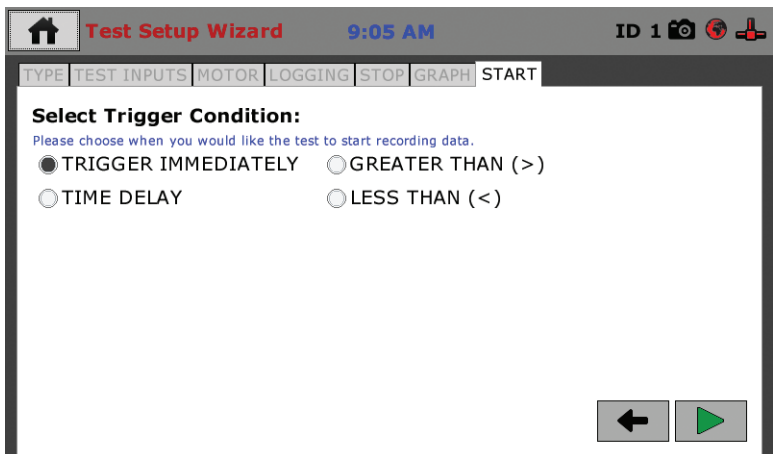 Test Setup Wizard 9:05 AM ID 1
TYPE TEST INPUTS MOTOR LOGGING STOP GRAPH START
Select Trigger Condition:
Please choose when you would like the test to start recording data.
TRIGGER IMMEDIATELY GREATER THAN (>)
TIME DELAY LESS THAN (<)